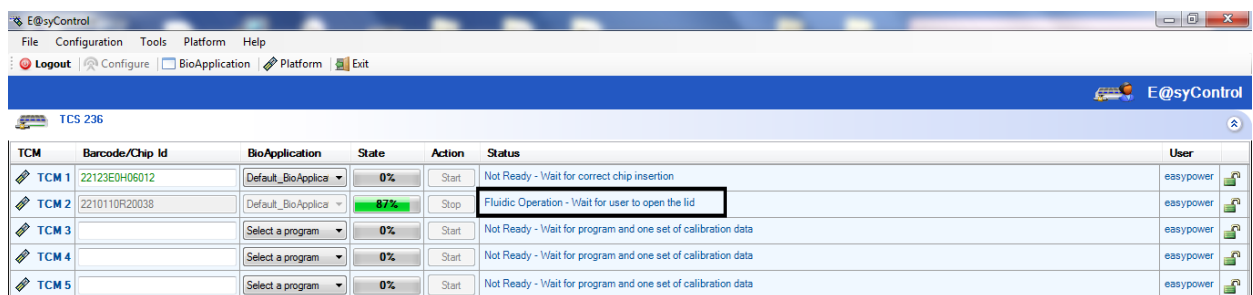 E@syControl
File Configuration Tools Platform Help
Logout Configure BioApplication Platform Exit
E@syControl
TCS 236
TCM Barcode/Chip Id BioApplication State Action Status User
TCM 1 22123E0H06012 Default_BioApplica 0% Start Not Ready - Wait for correct chip insertion easypower
TCM 2 2210110R20038 Default_BioApplica 87% Stop Fluidic Operation - Wait for user to open the lid easypower
TCM 3 Select a program 0% Start Not Ready - Wait for program and one set of calibration data easypower
TCM 4 Select a program 0% Start Not Ready - Wait for program and one set of calibration data easypower
TCM 5 Select a program 0% Start Not Ready - Wait for program and one set of calibration data easypower